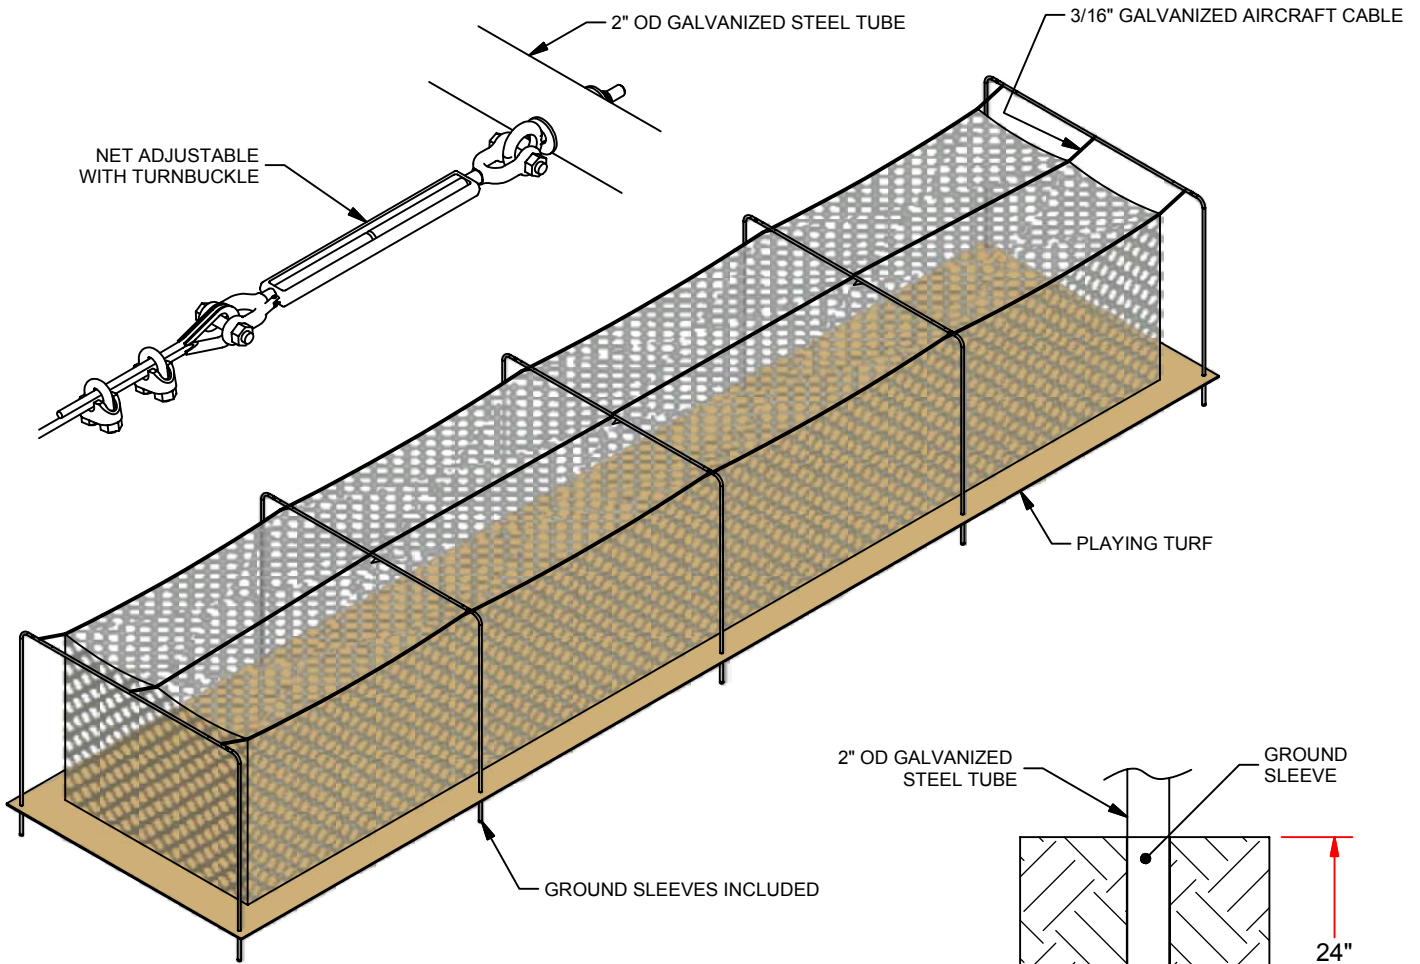 2" OD GALVANIZED STEEL TUBE
3/16" GALVANIZED AIRCRAFT CABLE
NET ADJUSTABLE
WITH TURNBUCKLE
PLAYING TURF
2" OD GALVANIZED
STEEL TUBE
GROUND
SLEEVE
GROUND SLEEVES INCLUDED
24"